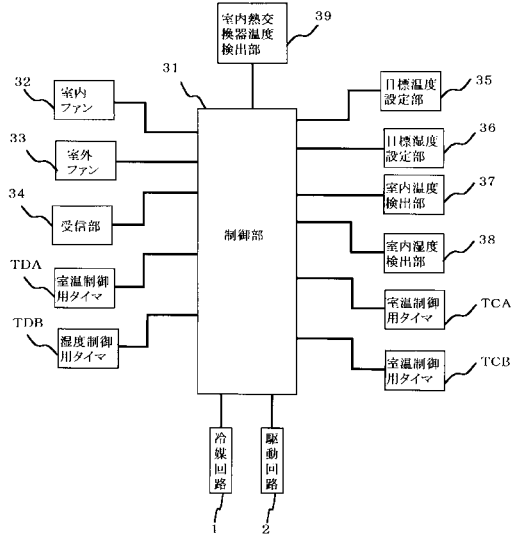 室内熱交
換器温度
検出部
39
31
32
室内
ファン
33
室外
ファン
34
受信部
TDA
室温制御
用タイマ
TDB
湿度制御
用タイマ
制御部
目標温度
設定部
35
目標湿度
設定部
36
室内温度
検出部
37
室内湿度
検出部
38
室温制御
用タイマ
TCA
室温制御
用タイマ
TCB
冷媒回路
1
駆動回路
2